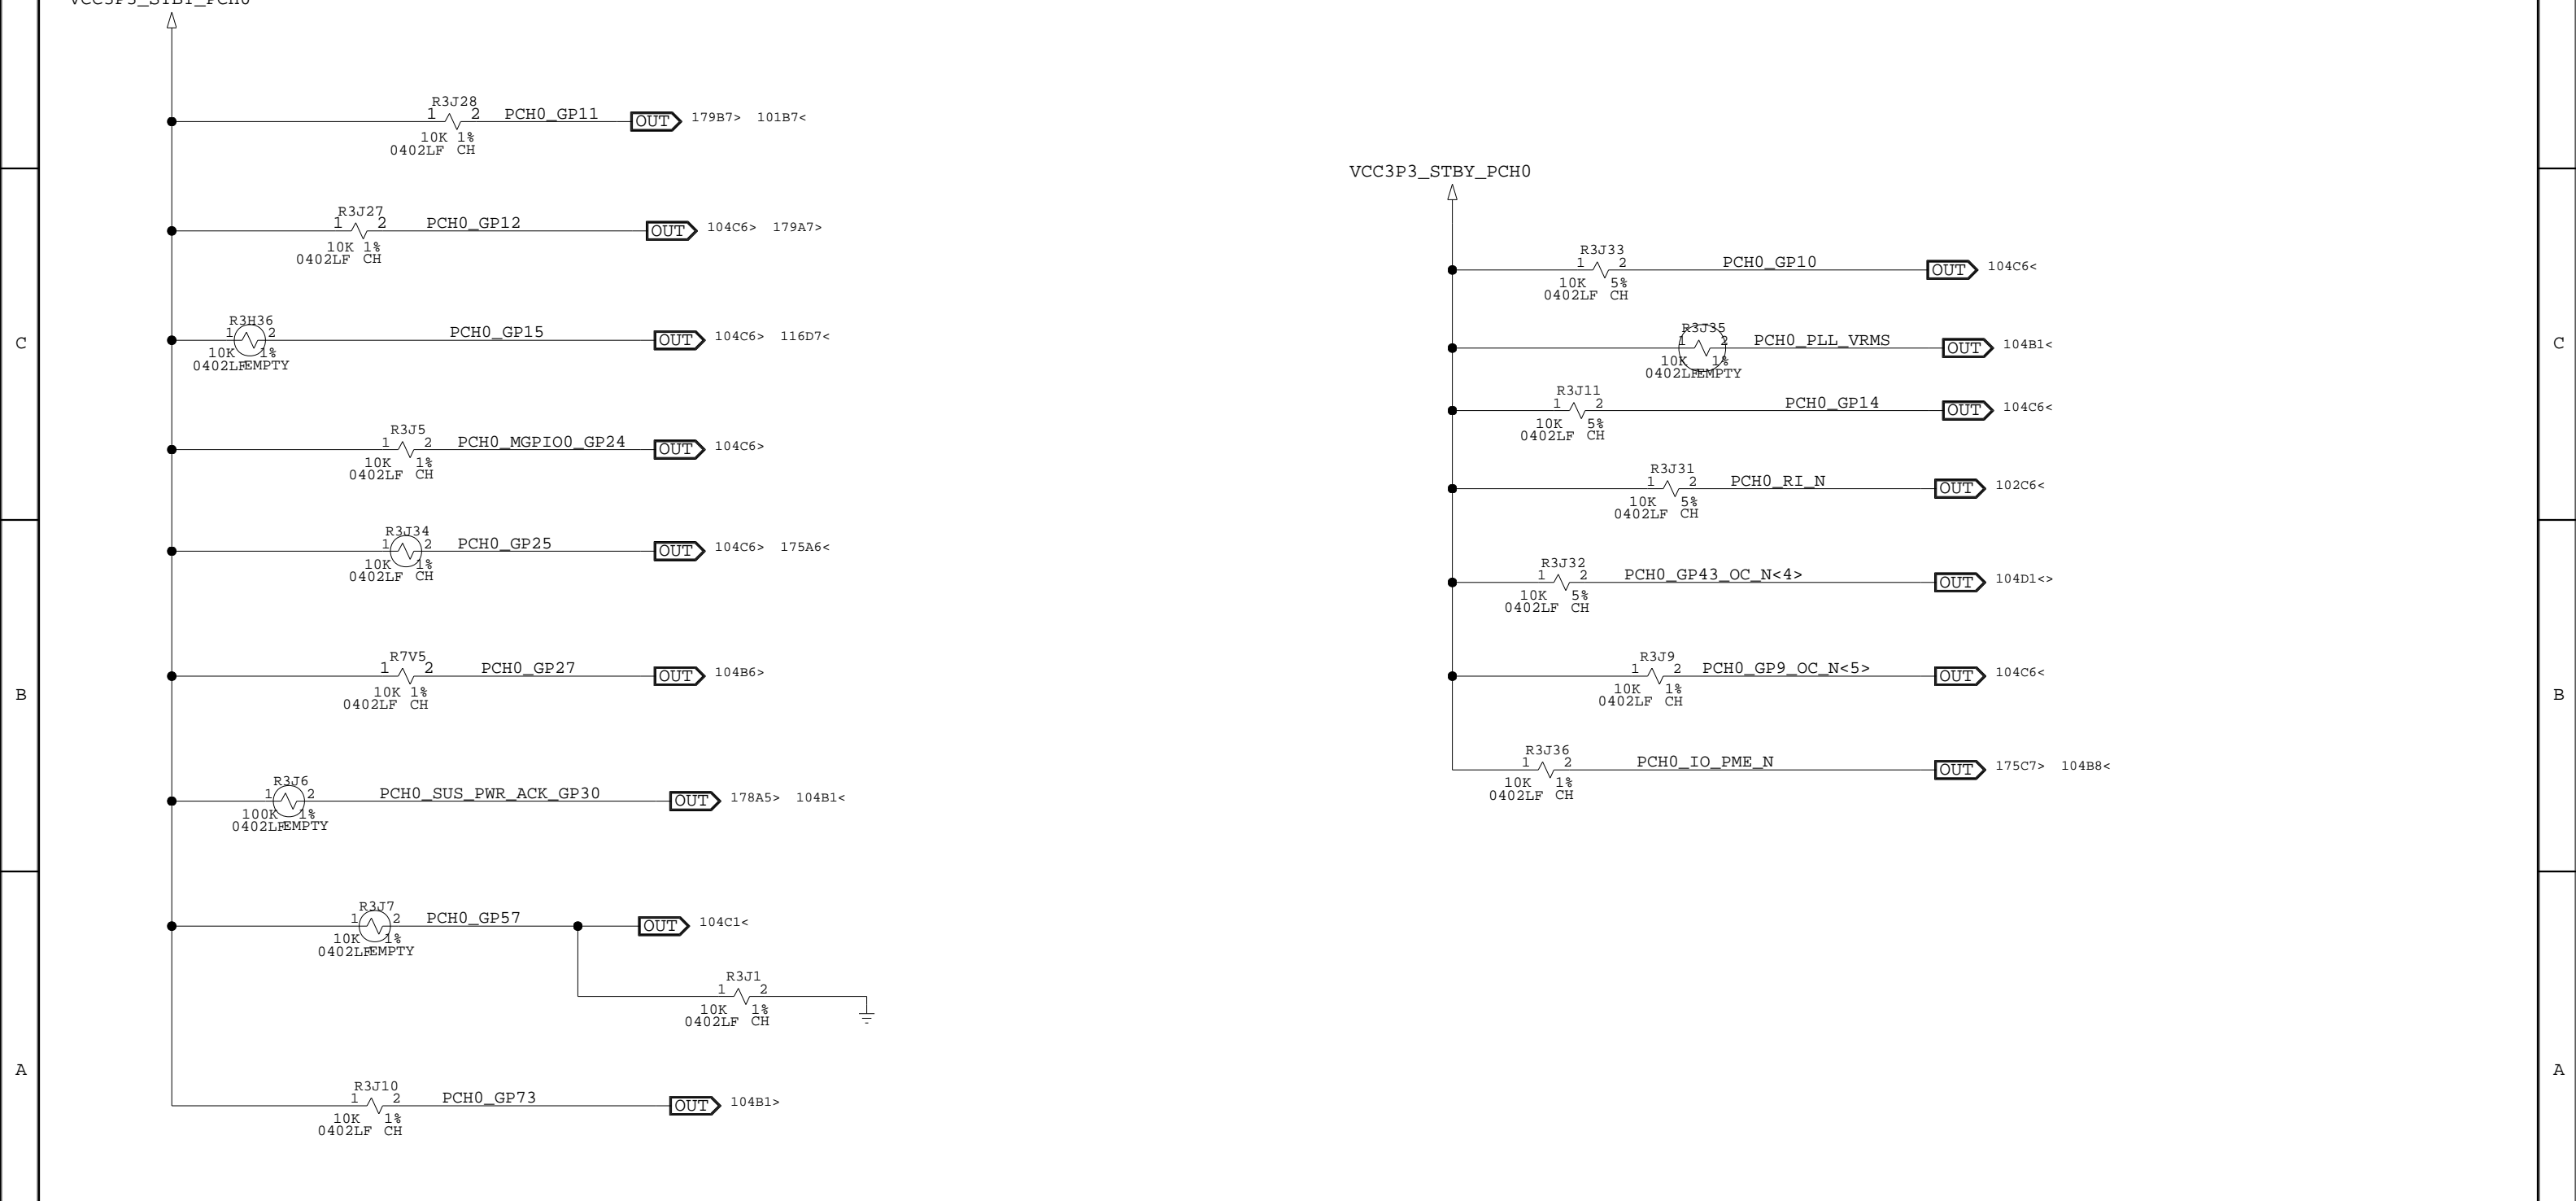 VCC3P3_STBY_PCH0
R3J28
1 2 PCH0_GP11 OUT 179B7> 101B7<
10K 1%
0402LF CH
R3J27
1 2 PCH0_GP12 OUT 104C6> 179A7>
10K 1%
0402LF CH
R3H36
1 2 PCH0_GP15 OUT 104C6> 116D7<
10K 1%
0402LF EMPTY
R3J5
1 2 PCH0_MGPIO0_GP24 OUT 104C6>
10K 1%
0402LF CH
R3J34
1 2 PCH0_GP25 OUT 104C6> 175A6<
10K 1%
0402LF CH
R7V5
1 2 PCH0_GP27 OUT 104B6>
10K 1%
0402LF CH
R3J6
1 2 PCH0_SUS_PWR_ACK_GP30 OUT 178A5> 104B1<
100K 1%
0402LF EMPTY
R3J7
1 2 PCH0_GP57 OUT 104C1<
10K 1%
0402LF EMPTY
R3J1
1 2
10K 1%
0402LF CH
R3J10
1 2 PCH0_GP73 OUT 104B1>
10K 1%
0402LF CH
VCC3P3_STBY_PCH0
R3J33
1 2 PCH0_GP10 OUT 104C6<
10K 5%
0402LF CH
R3J35
1 2 PCH0_PLL_VRMS OUT 104B1<
10K 1%
0402LF EMPTY
R3J11
1 2 PCH0_GP14 OUT 104C6<
10K 5%
0402LF CH
R3J31
1 2 PCH0_RI_N OUT 102C6<
10K 5%
0402LF CH
R3J32
1 2 PCH0_GP43_OC_N<4> OUT 104D1<>
10K 5%
0402LF CH
R3J9
1 2 PCH0_GP9_OC_N<5> OUT 104C6<
10K 1%
0402LF CH
R3J36
1 2 PCH0_IO_PME_N OUT 175C7> 104B8<
10K 1%
0402LF CH
C
B
A
C
B
A